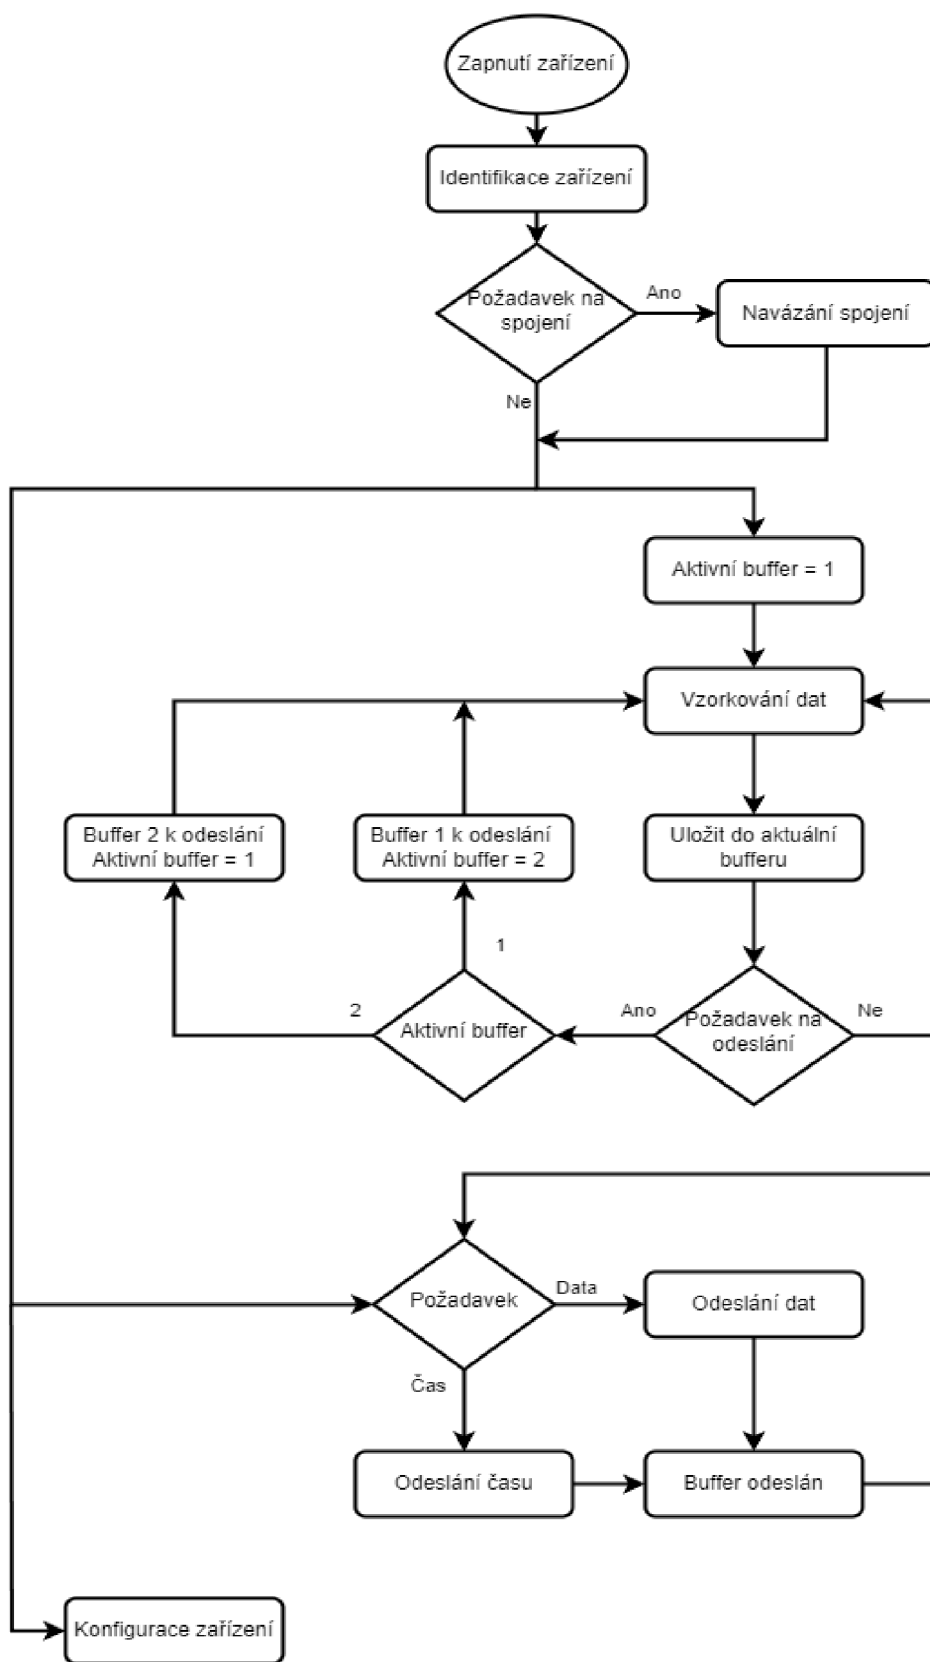 Zapnutí zařízení
Identifikace zařízení
Požadavek na
spojení
Ano
Navázání spojení
Ne
Aktivní buffer = 1
Vzorkování dat
Buffer 2 k odeslání
Aktivní buffer = 1
Buffer 1 k odeslání
Aktivní buffer = 2
Uložit do aktuální
bufferu
1
2
Aktivní buffer
Ano
Požadavek na
odeslání
Ne
Požadavek
Data
Odeslání dat
Čas
Odeslání času
Buffer odeslán
Konfigurace zařízení